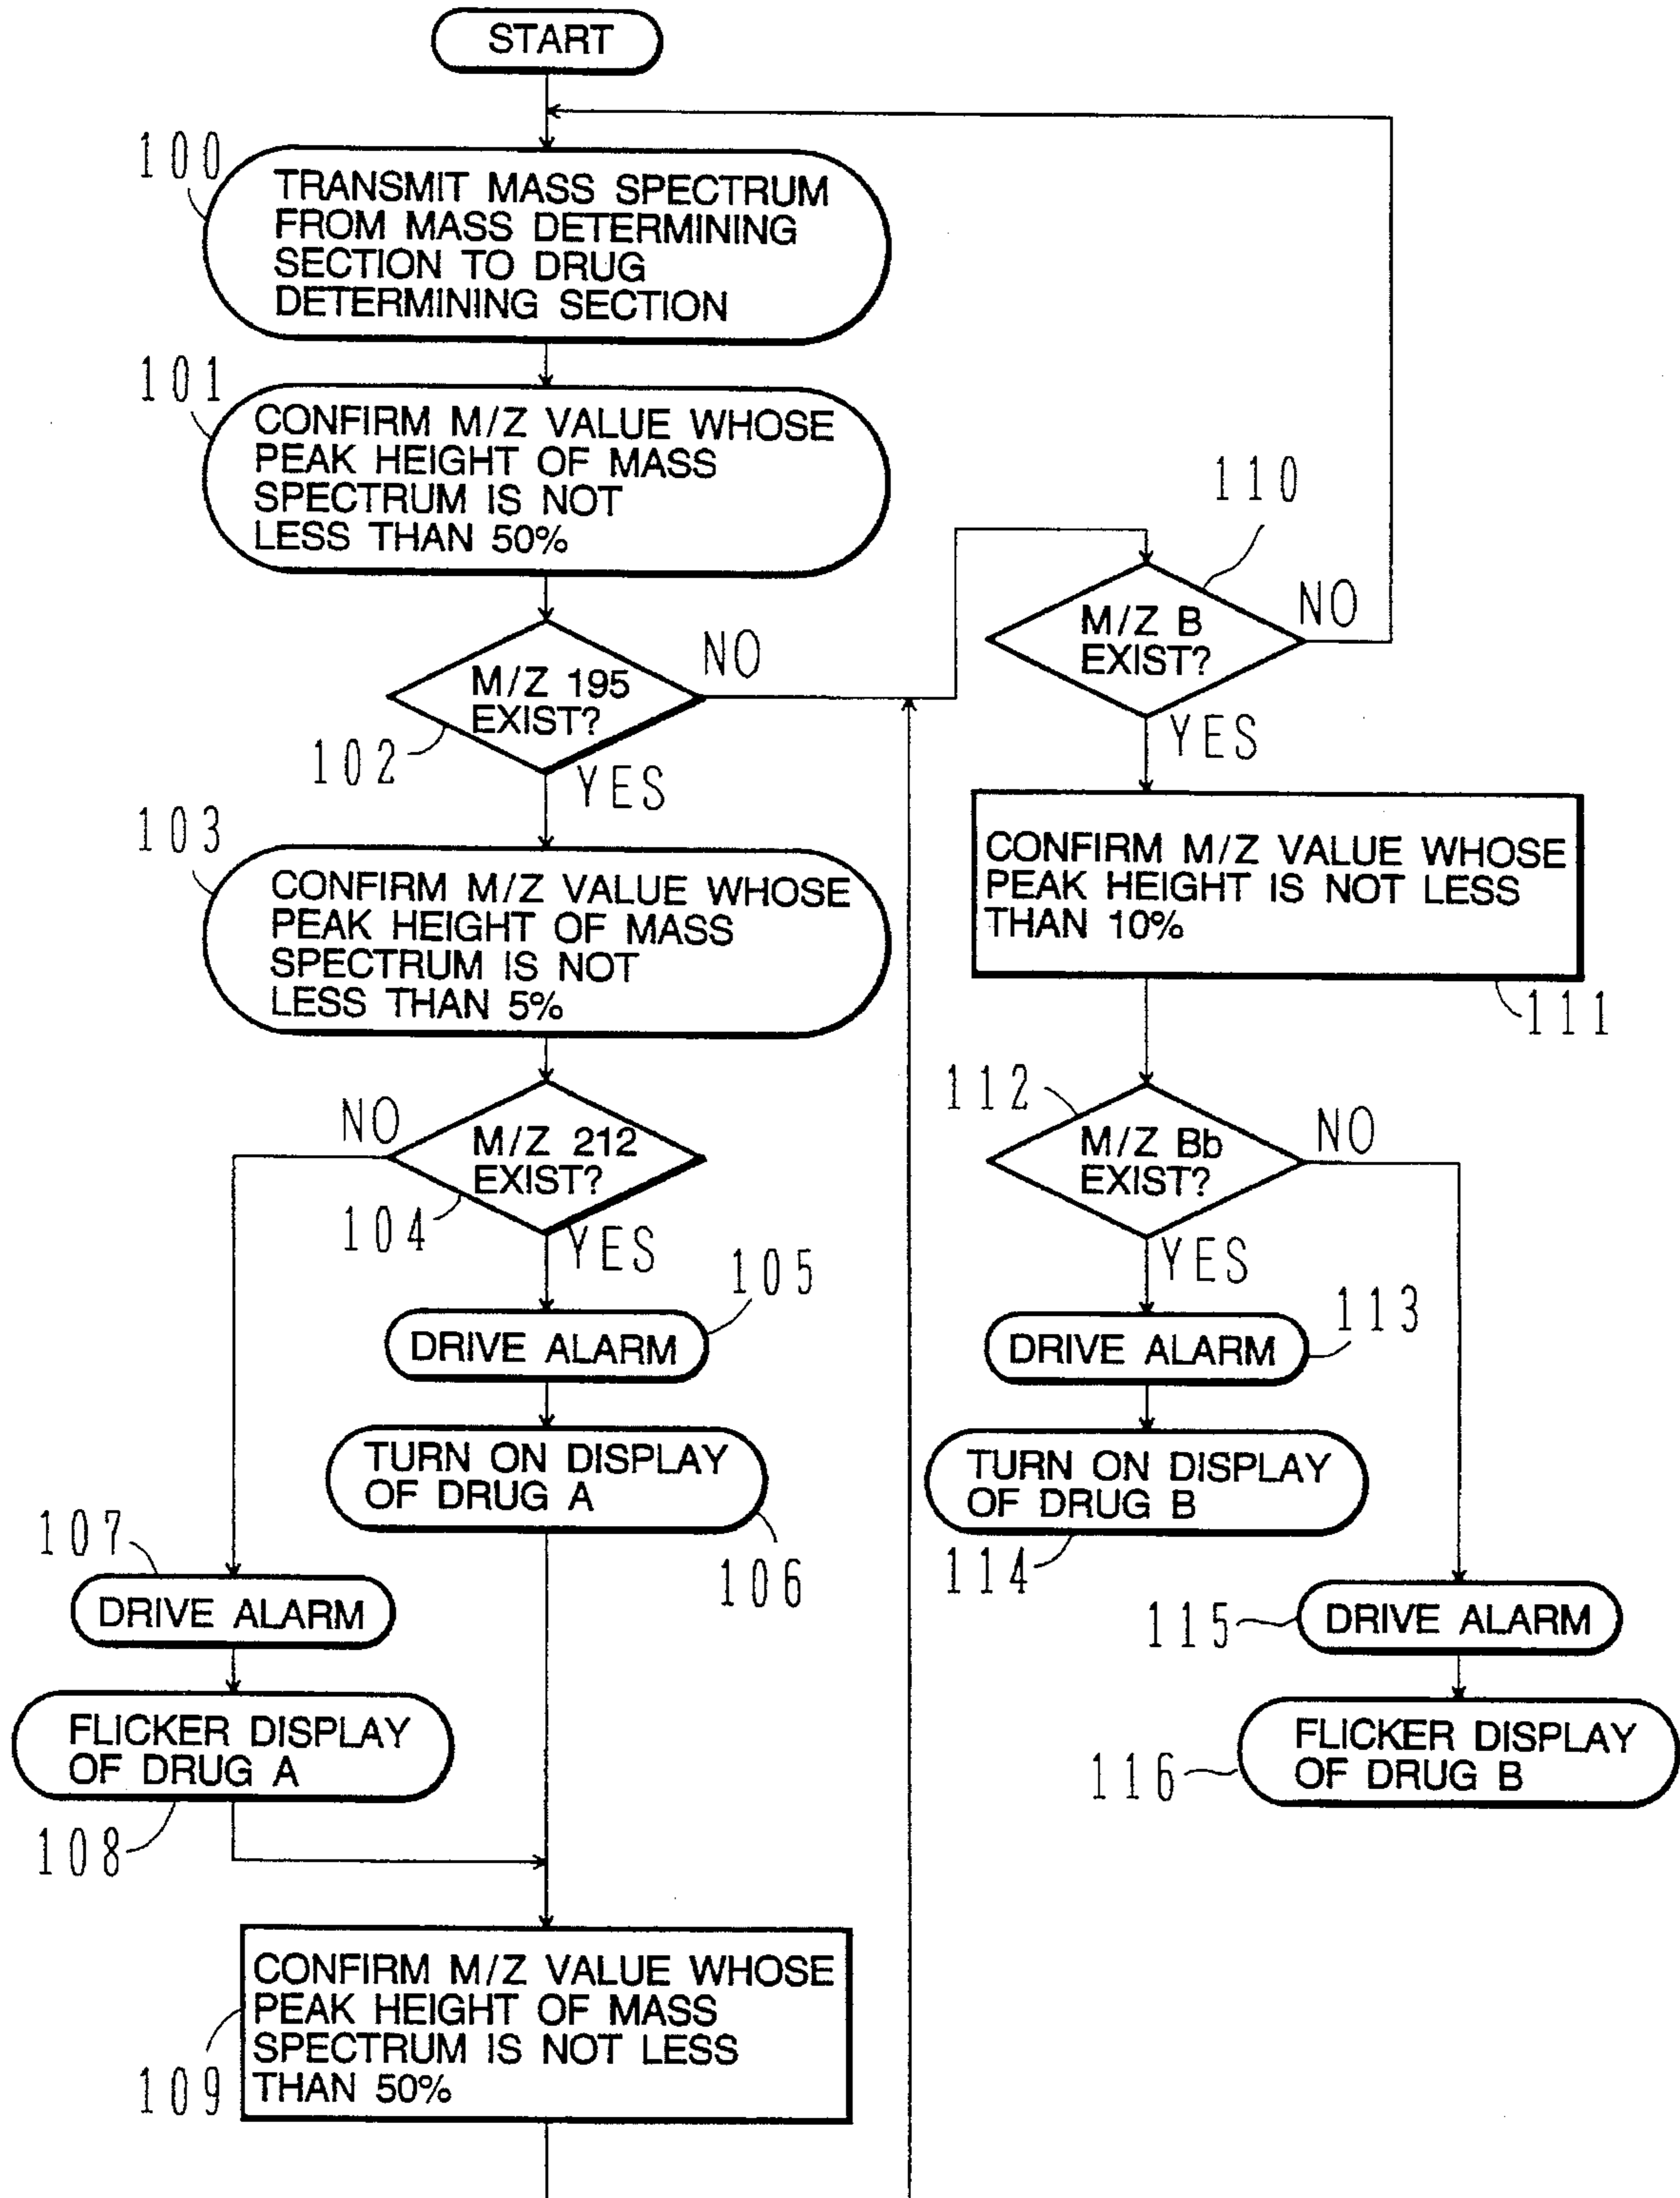 START
100
TRANSMIT MASS SPECTRUM
FROM MASS DETERMINING
SECTION TO DRUG
DETERMINING SECTION
101
CONFIRM M/Z VALUE WHOSE
PEAK HEIGHT OF MASS
SPECTRUM IS NOT
LESS THAN 50%
102
M/Z 195
EXIST?
NO
YES
103
CONFIRM M/Z VALUE WHOSE
PEAK HEIGHT OF MASS
SPECTRUM IS NOT
LESS THAN 5%
104
M/Z 212
EXIST?
NO
YES
105
DRIVE ALARM
TURN ON DISPLAY
OF DRUG A
106
107
DRIVE ALARM
FLICKER DISPLAY
OF DRUG A
108
109
CONFIRM M/Z VALUE WHOSE
PEAK HEIGHT OF MASS
SPECTRUM IS NOT LESS
THAN 50%
110
M/Z B
EXIST?
NO
YES
CONFIRM M/Z VALUE WHOSE
PEAK HEIGHT IS NOT LESS
THAN 10%
111
112
M/Z Bb
EXIST?
NO
YES
113
DRIVE ALARM
TURN ON DISPLAY
OF DRUG B
114
115
DRIVE ALARM
116
FLICKER DISPLAY
OF DRUG B